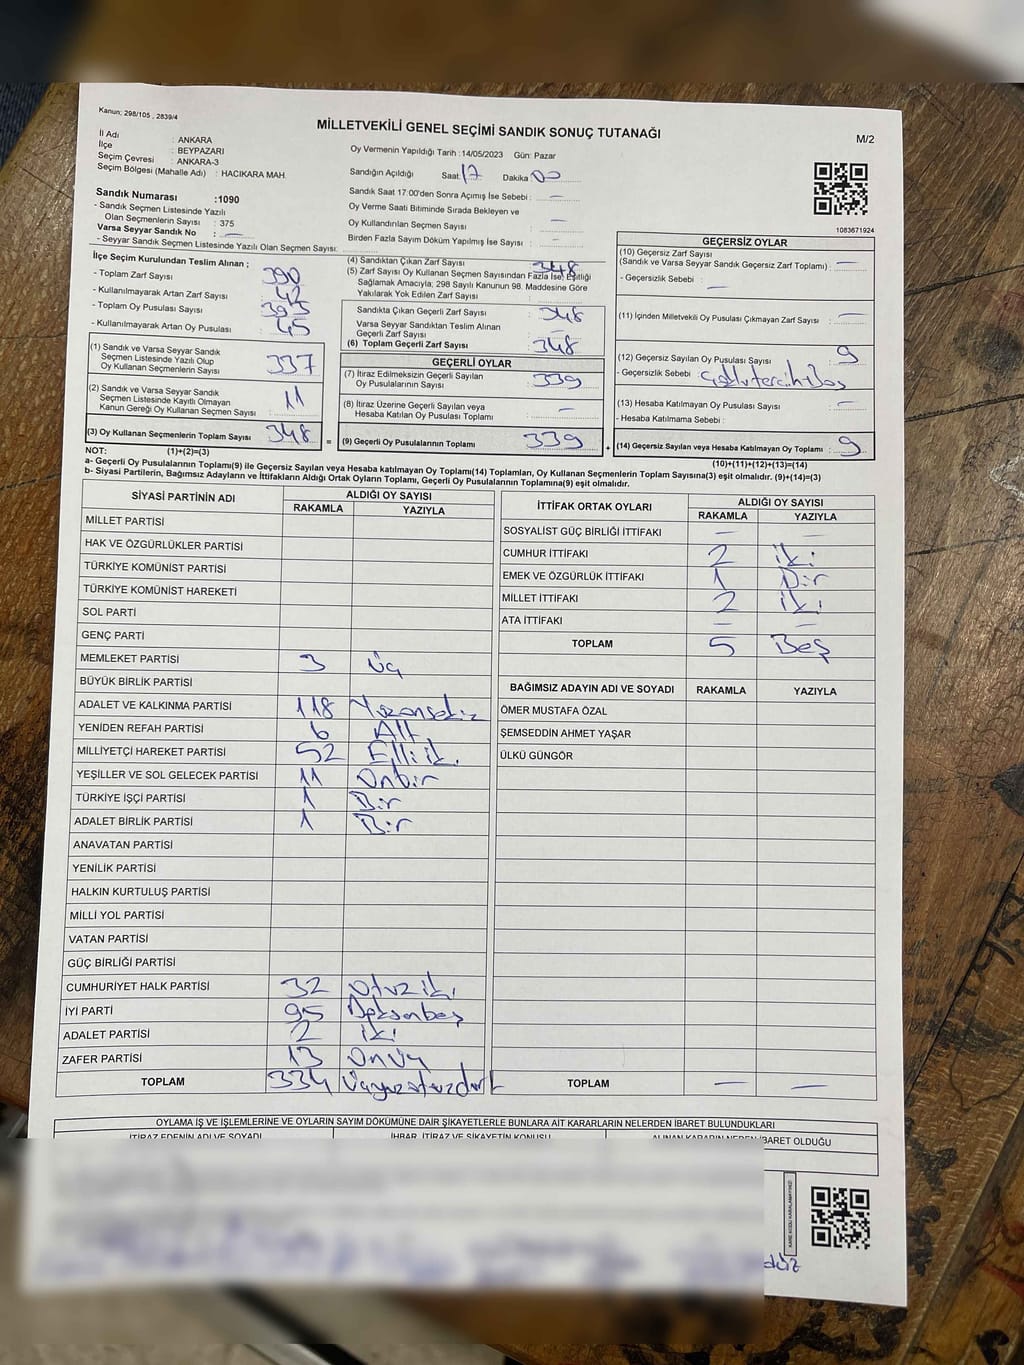 Kanun: 298/105 , 2839/4
MİLLETVEKİLİ GENEL SEÇİMİ SANDIK SONUÇ TUTANAĞI
M/2
İl Adı : ANKARA
İlçe : BEYPAZARI
Seçim Çevresi : ANKARA-3
Seçim Bölgesi (Mahalle Adı) : HACIKARA MAH.
Sandık Numarası :1090
- Sandık Seçmen Listesinde Yazılı
Olan Seçmenlerin Sayısı : 375
Varsa Seyyar Sandık No : —
- Seyyar Sandık Seçmen Listesinde Yazılı Olan Seçmen Sayısı:
Oy Vermenin Yapıldığı Tarih :14/05/2023 Gün: Pazar
Sandığın Açıldığı Saat 17 Dakika 00
Sandık Saat 17:00'den Sonra Açımış İse Sebebi : —
Oy Verme Saati Bitiminde Sırada Bekleyen ve
Oy Kullandırılan Seçmen Sayısı —
Birden Fazla Sayım Döküm Yapılmış İse Sayısı : —
1083671924
İlçe Seçim Kurulundan Teslim Alınan ;
- Toplam Zarf Sayısı 390
- Kullanılmayarak Artan Zarf Sayısı 42
- Toplam Oy Pusulası Sayısı 393
- Kullanılmayarak Artan Oy Pusulası 45
(1) Sandık ve Varsa Seyyar Sandık
Seçmen Listesinde Yazılı Olup
Oy Kullanan Seçmenlerin Sayısı 337
(2) Sandık ve Varsa Seyyar Sandık
Seçmen Listesinde Kayıtlı Olmayan
Kanun Gereği Oy Kullanan Seçmen Sayısı 11
(3) Oy Kullanan Seçmenlerin Toplam Sayısı 348
(4) Sandıktan Çıkan Zarf Sayısı 348
(5) Zarf Sayısı Oy Kullanan Seçmen Sayısından Fazla İse, Eşitliği
Sağlamak Amacıyla; 298 Sayılı Kanunun 98. Maddesine Göre
Yakılarak Yok Edilen Zarf Sayısı
Sandıkta Çıkan Geçerli Zarf Sayısı 348
Varsa Seyyar Sandıktan Teslim Alınan
Geçerli Zarf Sayısı —
(6) Toplam Geçerli Zarf Sayısı 348
GEÇERLİ OYLAR
(7) İtiraz Edilmeksizin Geçerli Sayılan
Oy Pusulalarının Sayısı 339
(8) İtiraz Üzerine Geçerli Sayılan veya
Hesaba Katılan Oy Pusulası Toplamı —
= (9) Geçerli Oy Pusulalarının Toplamı 339
GEÇERSİZ OYLAR
(10) Geçersiz Zarf Sayısı
(Sandık ve Varsa Seyyar Sandık Geçersiz Zarf Toplamı) : —
- Geçersizlik Sebebi : —
(11) İçinden Milletvekili Oy Pusulası Çıkmayan Zarf Sayısı : —
(12) Geçersiz Sayılan Oy Pusulası Sayısı 9
- Geçersizlik Sebebi :
(13) Hesaba Katılmayan Oy Pusulası Sayısı : —
- Hesaba Katılmama Sebebi :
+ (14) Geçersiz Sayılan veya Hesaba Katılmayan Oy Toplamı : 9
NOT: (1)+(2)=(3)
(10)+(11)+(12)+(13)=(14)
a- Geçerli Oy Pusulalarının Toplamı(9) ile Geçersiz Sayılan veya Hesaba katılmayan Oy Toplamı(14) Toplamları, Oy Kullanan Seçmenlerin Toplam Sayısına(3) eşit olmalıdır. (9)+(14)=(3)
b- Siyasi Partilerin, Bağımsız Adayların ve İttifakların Aldığı Ortak Oyların Toplamı, Geçerli Oy Pusulalarının Toplamına(9) eşit olmalıdır.
SİYASİ PARTİNİN ADI ALDIĞI OY SAYISI
RAKAMLA YAZIYLA
MİLLET PARTİSİ
HAK VE ÖZGÜRLÜKLER PARTİSİ
TÜRKİYE KOMÜNİST PARTİSİ
TÜRKİYE KOMÜNİST HAREKETİ
SOL PARTİ
GENÇ PARTİ
MEMLEKET PARTİSİ 3 Üç
BÜYÜK BİRLİK PARTİSİ
ADALET VE KALKINMA PARTİSİ 118 Yüzonsekiz
YENİDEN REFAH PARTİSİ 6 Altı
MİLLİYETÇİ HAREKET PARTİSİ 52 Elliiki
YEŞİLLER VE SOL GELECEK PARTİSİ 11 Onbir
TÜRKİYE İŞÇİ PARTİSİ 1 Bir
ADALET BİRLİK PARTİSİ 1 Bir
ANAVATAN PARTİSİ
YENİLİK PARTİSİ
HALKIN KURTULUŞ PARTİSİ
MİLLİ YOL PARTİSİ
VATAN PARTİSİ
GÜÇ BİRLİĞİ PARTİSİ
CUMHURİYET HALK PARTİSİ 32 Otuziki
İYİ PARTİ 95 Doksanbeş
ADALET PARTİSİ 2 iki
ZAFER PARTİSİ 13 Onüç
TOPLAM 334 Üçyüzotuzdört
İTTİFAK ORTAK OYLARI ALDIĞI OY SAYISI
RAKAMLA YAZIYLA
SOSYALİST GÜÇ BİRLİĞİ İTTİFAKI — —
CUMHUR İTTİFAKI 2 iki
EMEK VE ÖZGÜRLÜK İTTİFAKI 1 Bir
MİLLET İTTİFAKI 2 iki
ATA İTTİFAKI — —
TOPLAM 5 Beş
BAĞIMSIZ ADAYIN ADI VE SOYADI RAKAMLA YAZIYLA
ÖMER MUSTAFA ÖZAL
ŞEMSEDDİN AHMET YAŞAR
ÜLKÜ GÜNGÖR
TOPLAM — —
OYLAMA İŞ VE İŞLEMLERİNE VE OYLARIN SAYIM DÖKÜMÜNE DAİR ŞİKAYETLERLE BUNLARA AİT KARARLARIN NELERDEN İBARET BULUNDUKLARI
İTİRAZ EDENİN ADI VE SOYADI İHBAR, İTİRAZ VE ŞİKAYETİN KONUSU ALINAN KARARIN NEDEN İBARET OLDUĞU